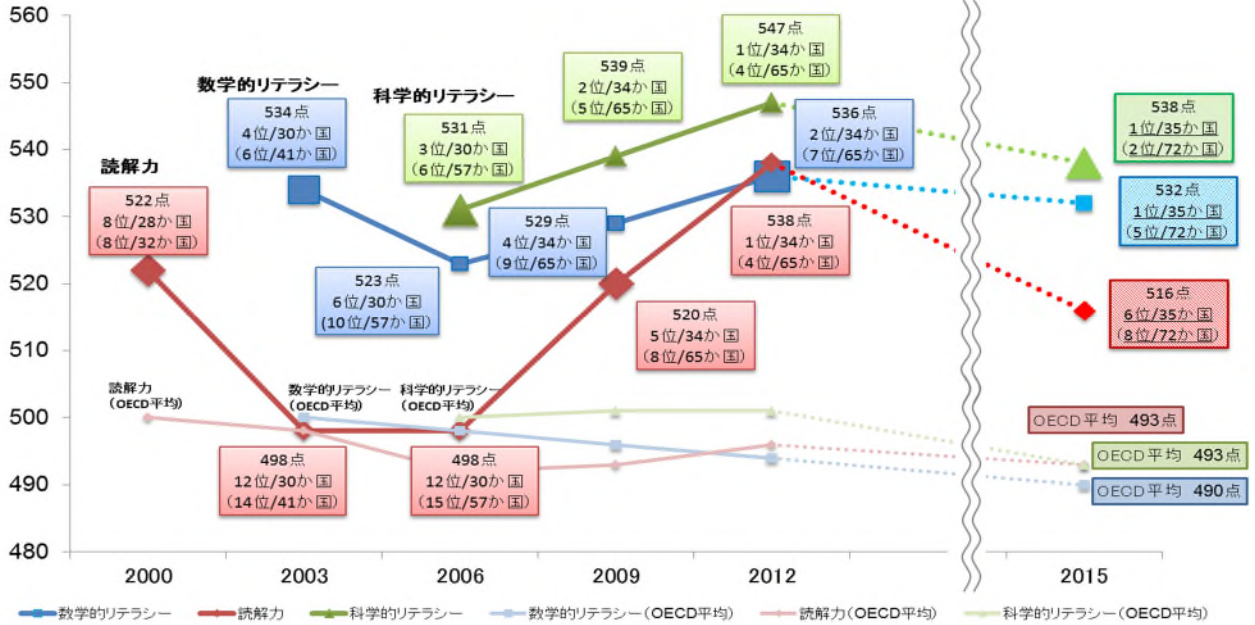 560
550
540
530
520
510
500
490
480
読解力
522点
8位/28か国
(8位/32か国)
数学的リテラシー
534点
4位/30か国
(6位/41か国)
科学的リテラシー
531点
3位/30か国
(6位/57か国)
539点
2位/34か国
(5位/65か国)
547点
1位/34か国
(4位/65か国)
536点
2位/34か国
(7位/65か国)
538点
1位/35か国
(2位/72か国)
532点
1位/35か国
(5位/72か国)
516点
6位/35か国
(8位/72か国)
523点
6位/30か国
(10位/57か国)
529点
4位/34か国
(9位/65か国)
538点
1位/34か国
(4位/65か国)
520点
5位/34か国
(8位/65か国)
読解力
(OECD平均)
数学的リテラシー
(OECD平均)
科学的リテラシー
(OECD平均)
498点
12位/30か国
(14位/41か国)
498点
12位/30か国
(15位/57か国)
OECD平均 493点
OECD平均 493点
OECD平均 490点
2000
2003
2006
2009
2012
2015
数学的リテラシー
読解力
科学的リテラシー
数学的リテラシー(OECD平均)
読解力(OECD平均)
科学的リテラシー(OECD平均)